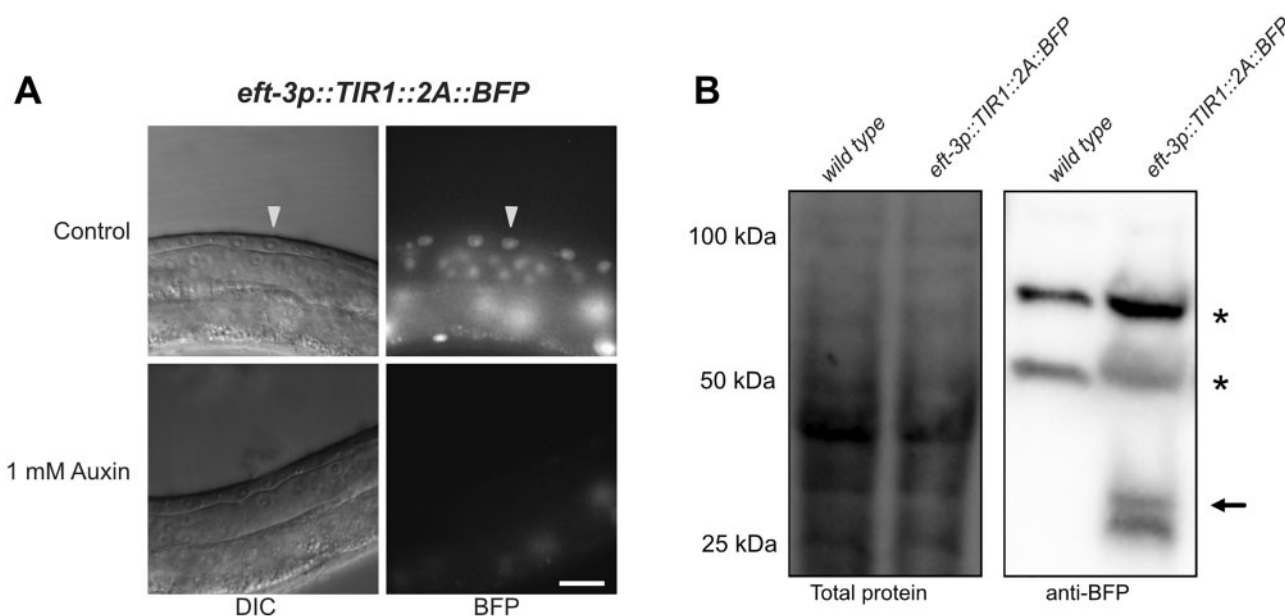 A
eft-3p::TIR1::2A::BFP
Control
1 mM Auxin
DIC
BFP
B
wild type
eft-3p::TIR1::2A::BFP
wild type
eft-3p::TIR1::2A::BFP
100 kDa
50 kDa
25 kDa
*
*
Total protein
anti-BFP